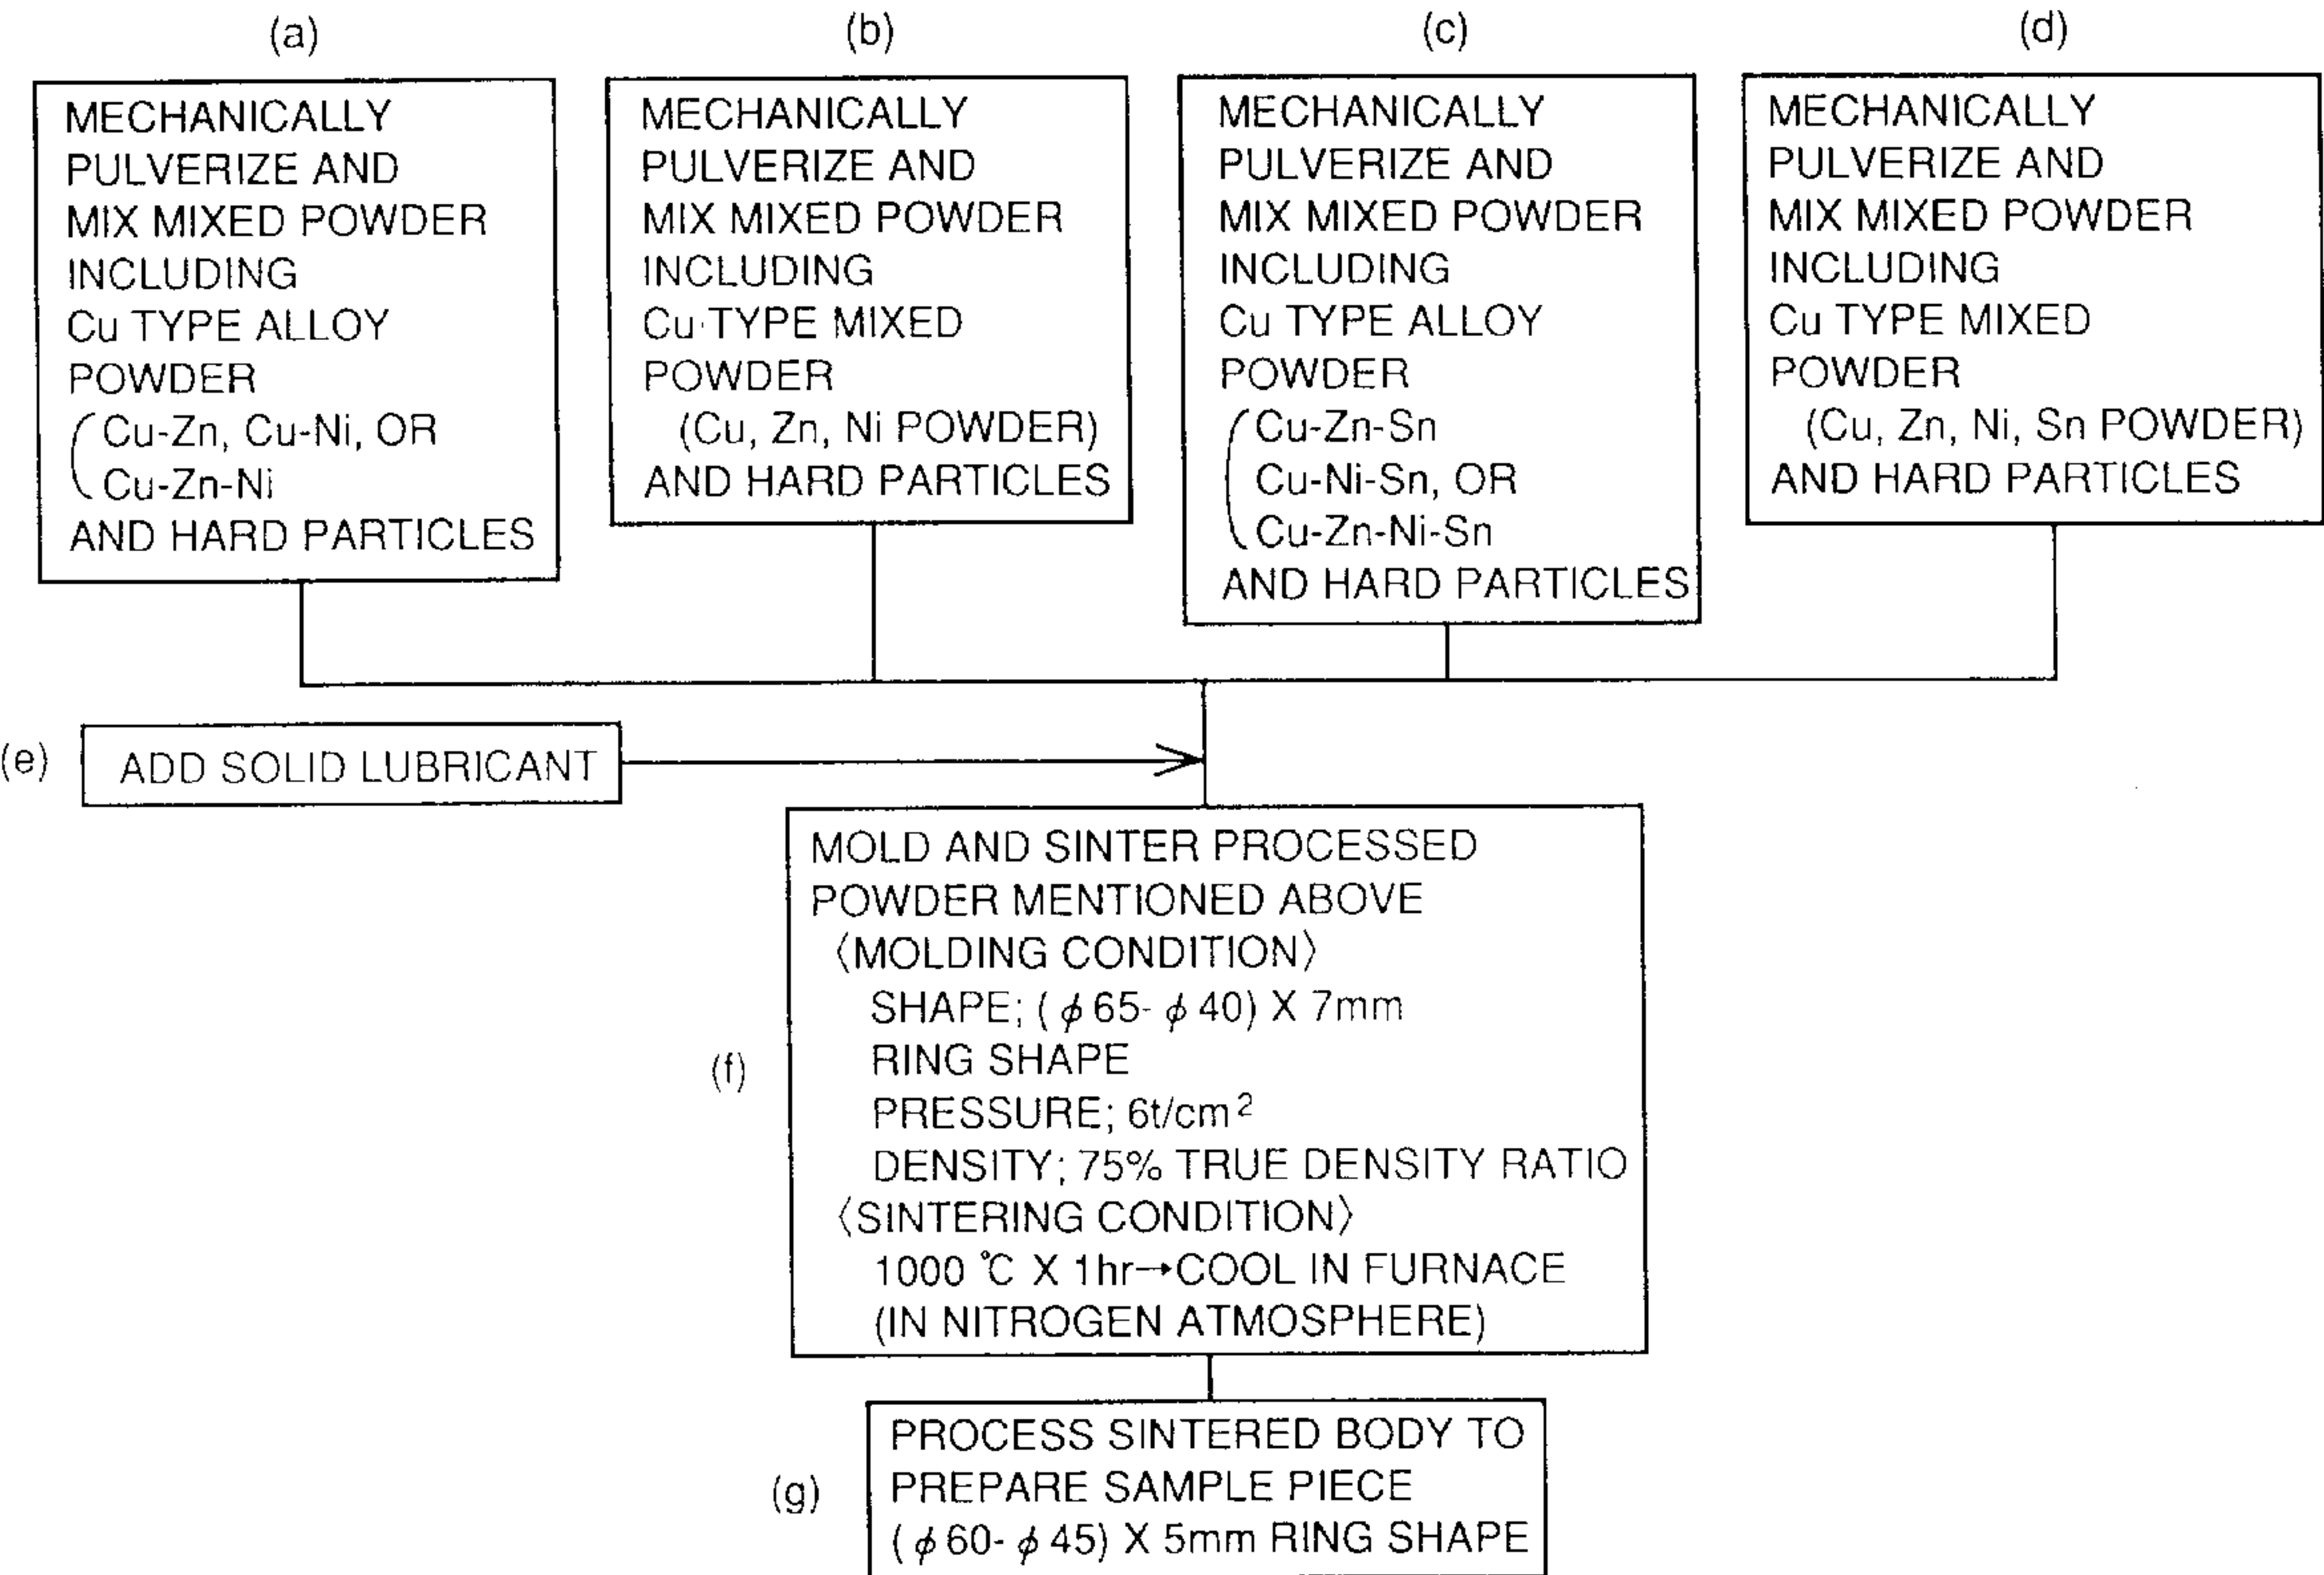 (a)
MECHANICALLY
PULVERIZE AND
MIX MIXED POWDER
INCLUDING
Cu TYPE ALLOY
POWDER
(Cu-Zn, Cu-Ni, OR
Cu-Zn-Ni
AND HARD PARTICLES
(b)
MECHANICALLY
PULVERIZE AND
MIX MIXED POWDER
INCLUDING
Cu TYPE MIXED
POWDER
(Cu, Zn, Ni POWDER)
AND HARD PARTICLES
(c)
MECHANICALLY
PULVERIZE AND
MIX MIXED POWDER
INCLUDING
Cu TYPE ALLOY
POWDER
(Cu-Zn-Sn
Cu-Ni-Sn, OR
Cu-Zn-Ni-Sn
AND HARD PARTICLES
(d)
MECHANICALLY
PULVERIZE AND
MIX MIXED POWDER
INCLUDING
Cu TYPE MIXED
POWDER
(Cu, Zn, Ni, Sn POWDER)
AND HARD PARTICLES
(e)
ADD SOLID LUBRICANT
(f)
MOLD AND SINTER PROCESSED
POWDER MENTIONED ABOVE
〈MOLDING CONDITION〉
SHAPE; (ϕ65-ϕ40) X 7mm
RING SHAPE
PRESSURE; 6t/cm²
DENSITY; 75% TRUE DENSITY RATIO
〈SINTERING CONDITION〉
1000 ℃ X 1hr→COOL IN FURNACE
(IN NITROGEN ATMOSPHERE)
(g)
PROCESS SINTERED BODY TO
PREPARE SAMPLE PIECE
(ϕ60-ϕ45) X 5mm RING SHAPE